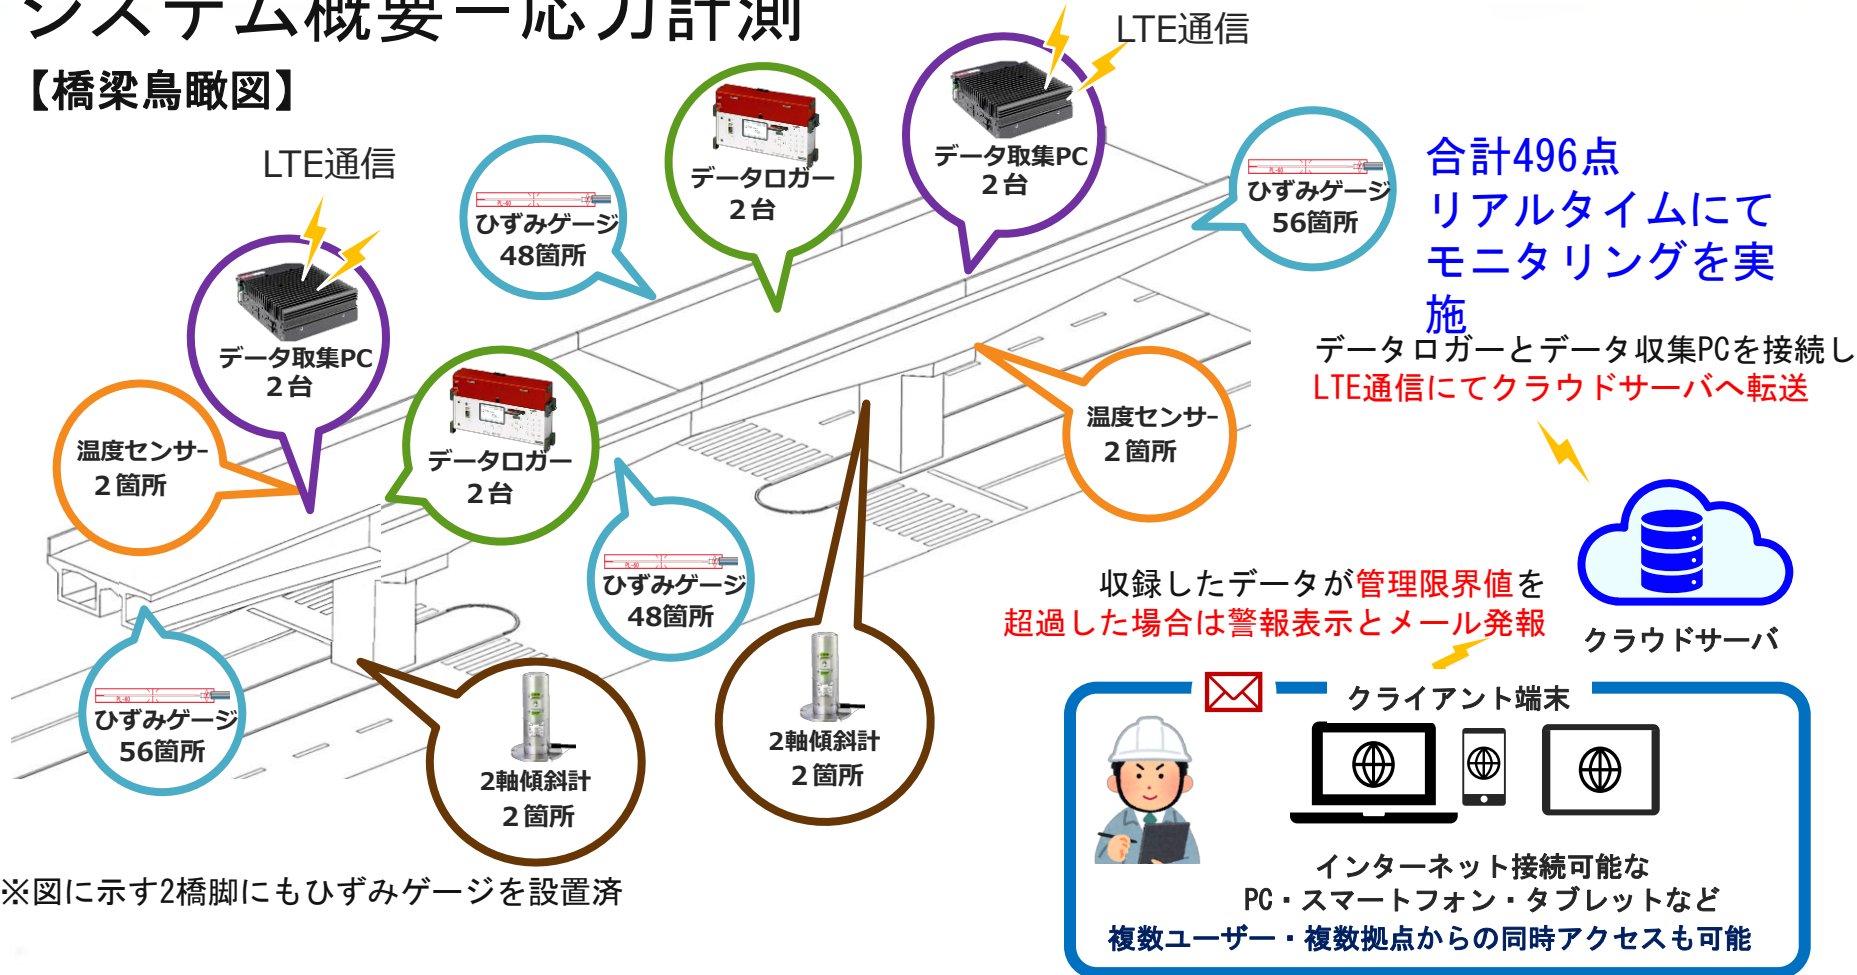 システム概要－応力計測
【橋梁鳥瞰図】
LTE通信
データ取集PC
2台
LTE通信
データ取集PC
2台
データロガー
2台
データロガー
2台
PL-60
ひずみゲージ
48箇所
PL-60
ひずみゲージ
56箇所
PL-60
ひずみゲージ
48箇所
PL-60
ひずみゲージ
56箇所
温度センサー
２箇所
温度センサー
２箇所
2軸傾斜計
２箇所
2軸傾斜計
２箇所
※図に示す2橋脚にもひずみゲージを設置済
合計496点
リアルタイムにて
モニタリングを実
施
データロガーとデータ収集PCを接続し
LTE通信にてクラウドサーバへ転送
クラウドサーバ
収録したデータが管理限界値を
超過した場合は警報表示とメール発報
クライアント端末
インターネット接続可能な
PC・スマートフォン・タブレットなど
複数ユーザー・複数拠点からの同時アクセスも可能